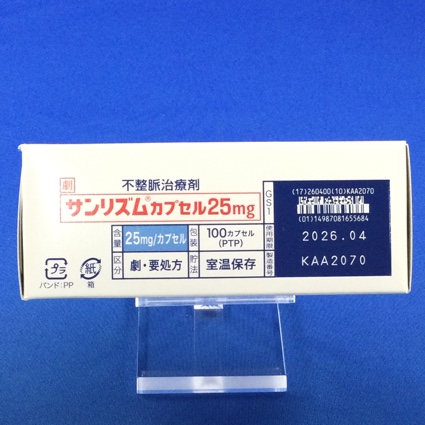 劇
不整脈治療剤
サンリズム®カプセル25mg
含量
25mg/カプセル
包装
100カプセル
(PTP)
区分
劇・要処方
貯法
室温保存
GS1
(17)260400(10)KAA2070
(01)14987081655684
使用期限
2026.04
製造番号
KAA2070
プラ
バンド:PP
紙
箱